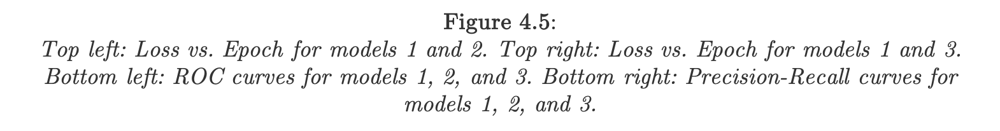 Figure 4.5:
Top left: Loss vs. Epoch for models 1 and 2. Top right: Loss vs. Epoch for models 1 and 3.
Bottom left: ROC curves for models 1, 2, and 3. Bottom right: Precision-Recall curves for
models 1, 2, and 3.